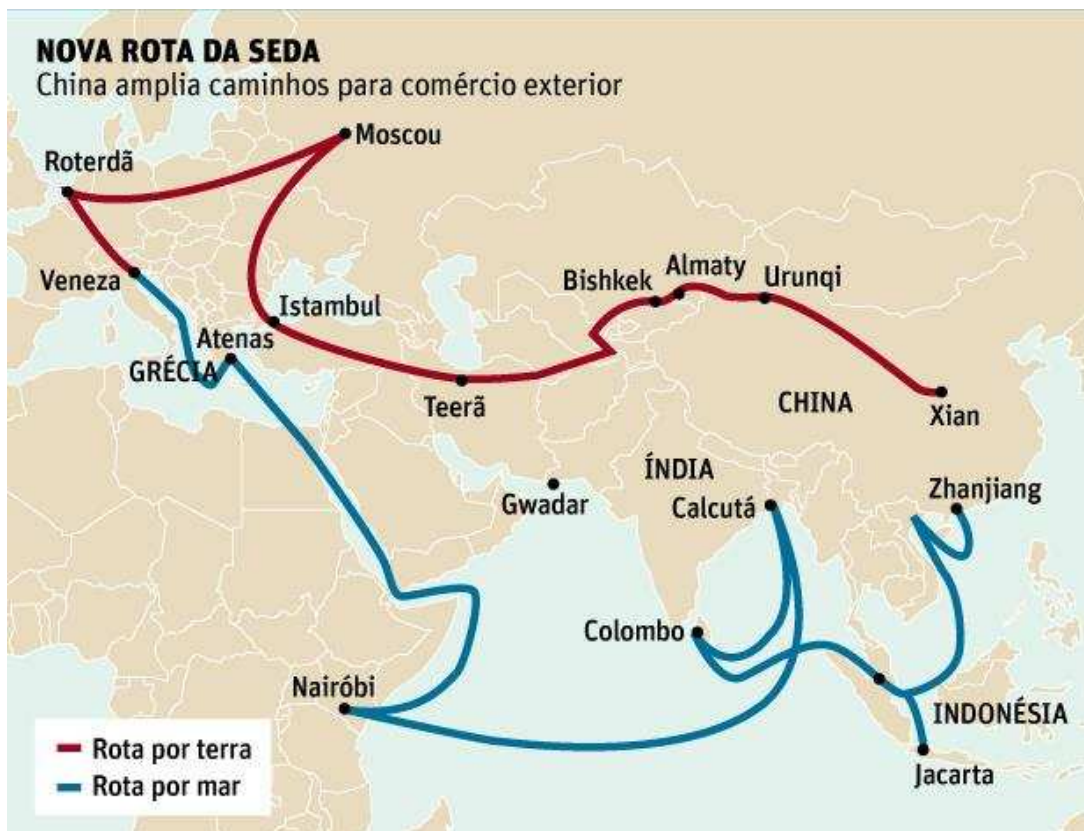 NOVA ROTA DA SEDA
China amplia caminhos para comércio exterior
Moscou
Roterdã
Veneza
Istambul
Atenas
GRÉCIA
Teerã
Bishkek
Almaty
Urunqi
CHINA
Xian
ÍNDIA
Gwadar
Calcutá
Zhanjiang
Colombo
Nairóbi
INDONÉSIA
Jacarta
Rota por terra
Rota por mar